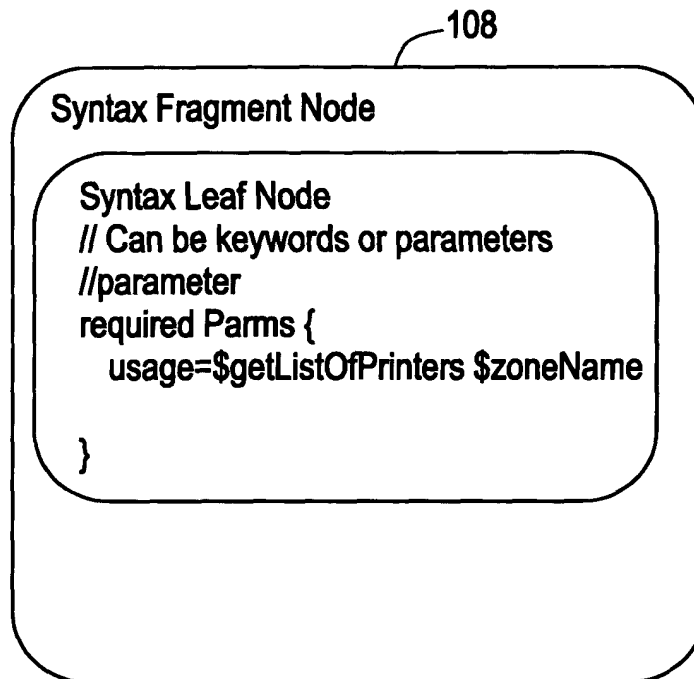 108
Syntax Fragment Node
Syntax Leaf Node
// Can be keywords or parameters
//parameter
required Parms {
usage=$getListOfPrinters $zoneName
}